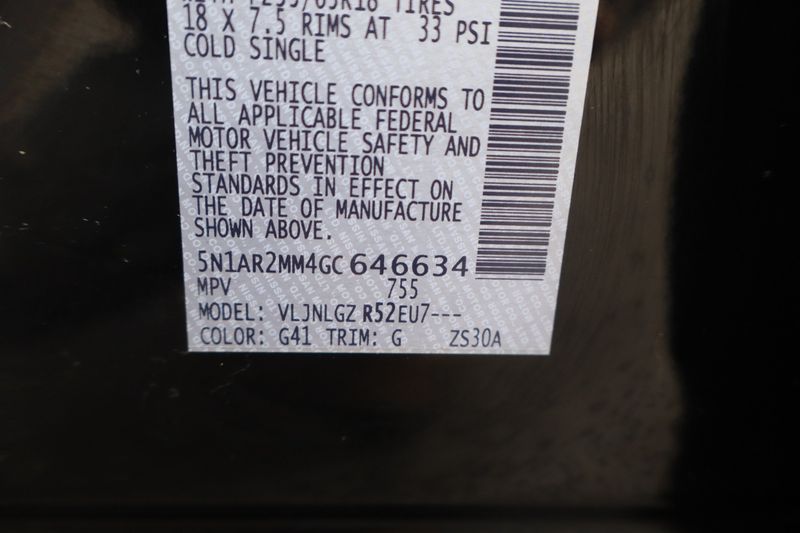 TIRES
18 X 7.5 RIMS AT 33 PSI
COLD SINGLE
THIS VEHICLE CONFORMS TO
ALL APPLICABLE FEDERAL
MOTOR VEHICLE SAFETY AND
THEFT PREVENTION
STANDARDS IN EFFECT ON
THE DATE OF MANUFACTURE
SHOWN ABOVE.
5N1AR2MM4GC646634
MPV 755
MODEL: VLJNLGZ R52EU7---
COLOR: G41 TRIM: G ZS30A